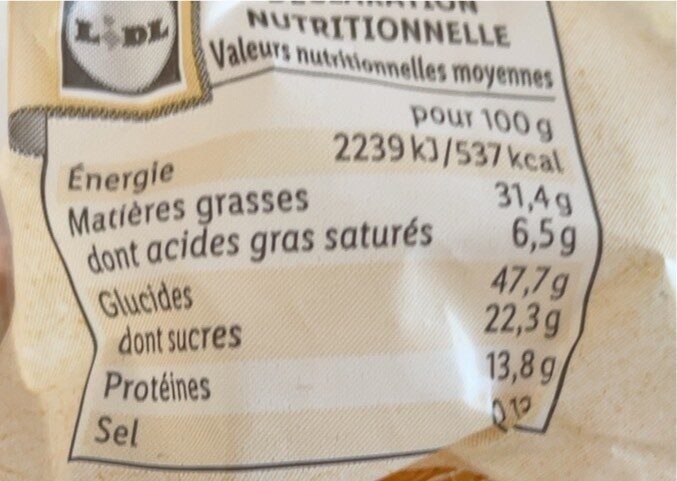 LIDL
DÉCLARATION
NUTRITIONNELLE
Valeurs nutritionnelles moyennes
pour 100 g
Énergie 2239 kJ/537 kcal
Matières grasses 31,4 g
dont acides gras saturés 6,5 g
Glucides 47,7 g
dont sucres 22,3 g
Protéines 13,8 g
Sel